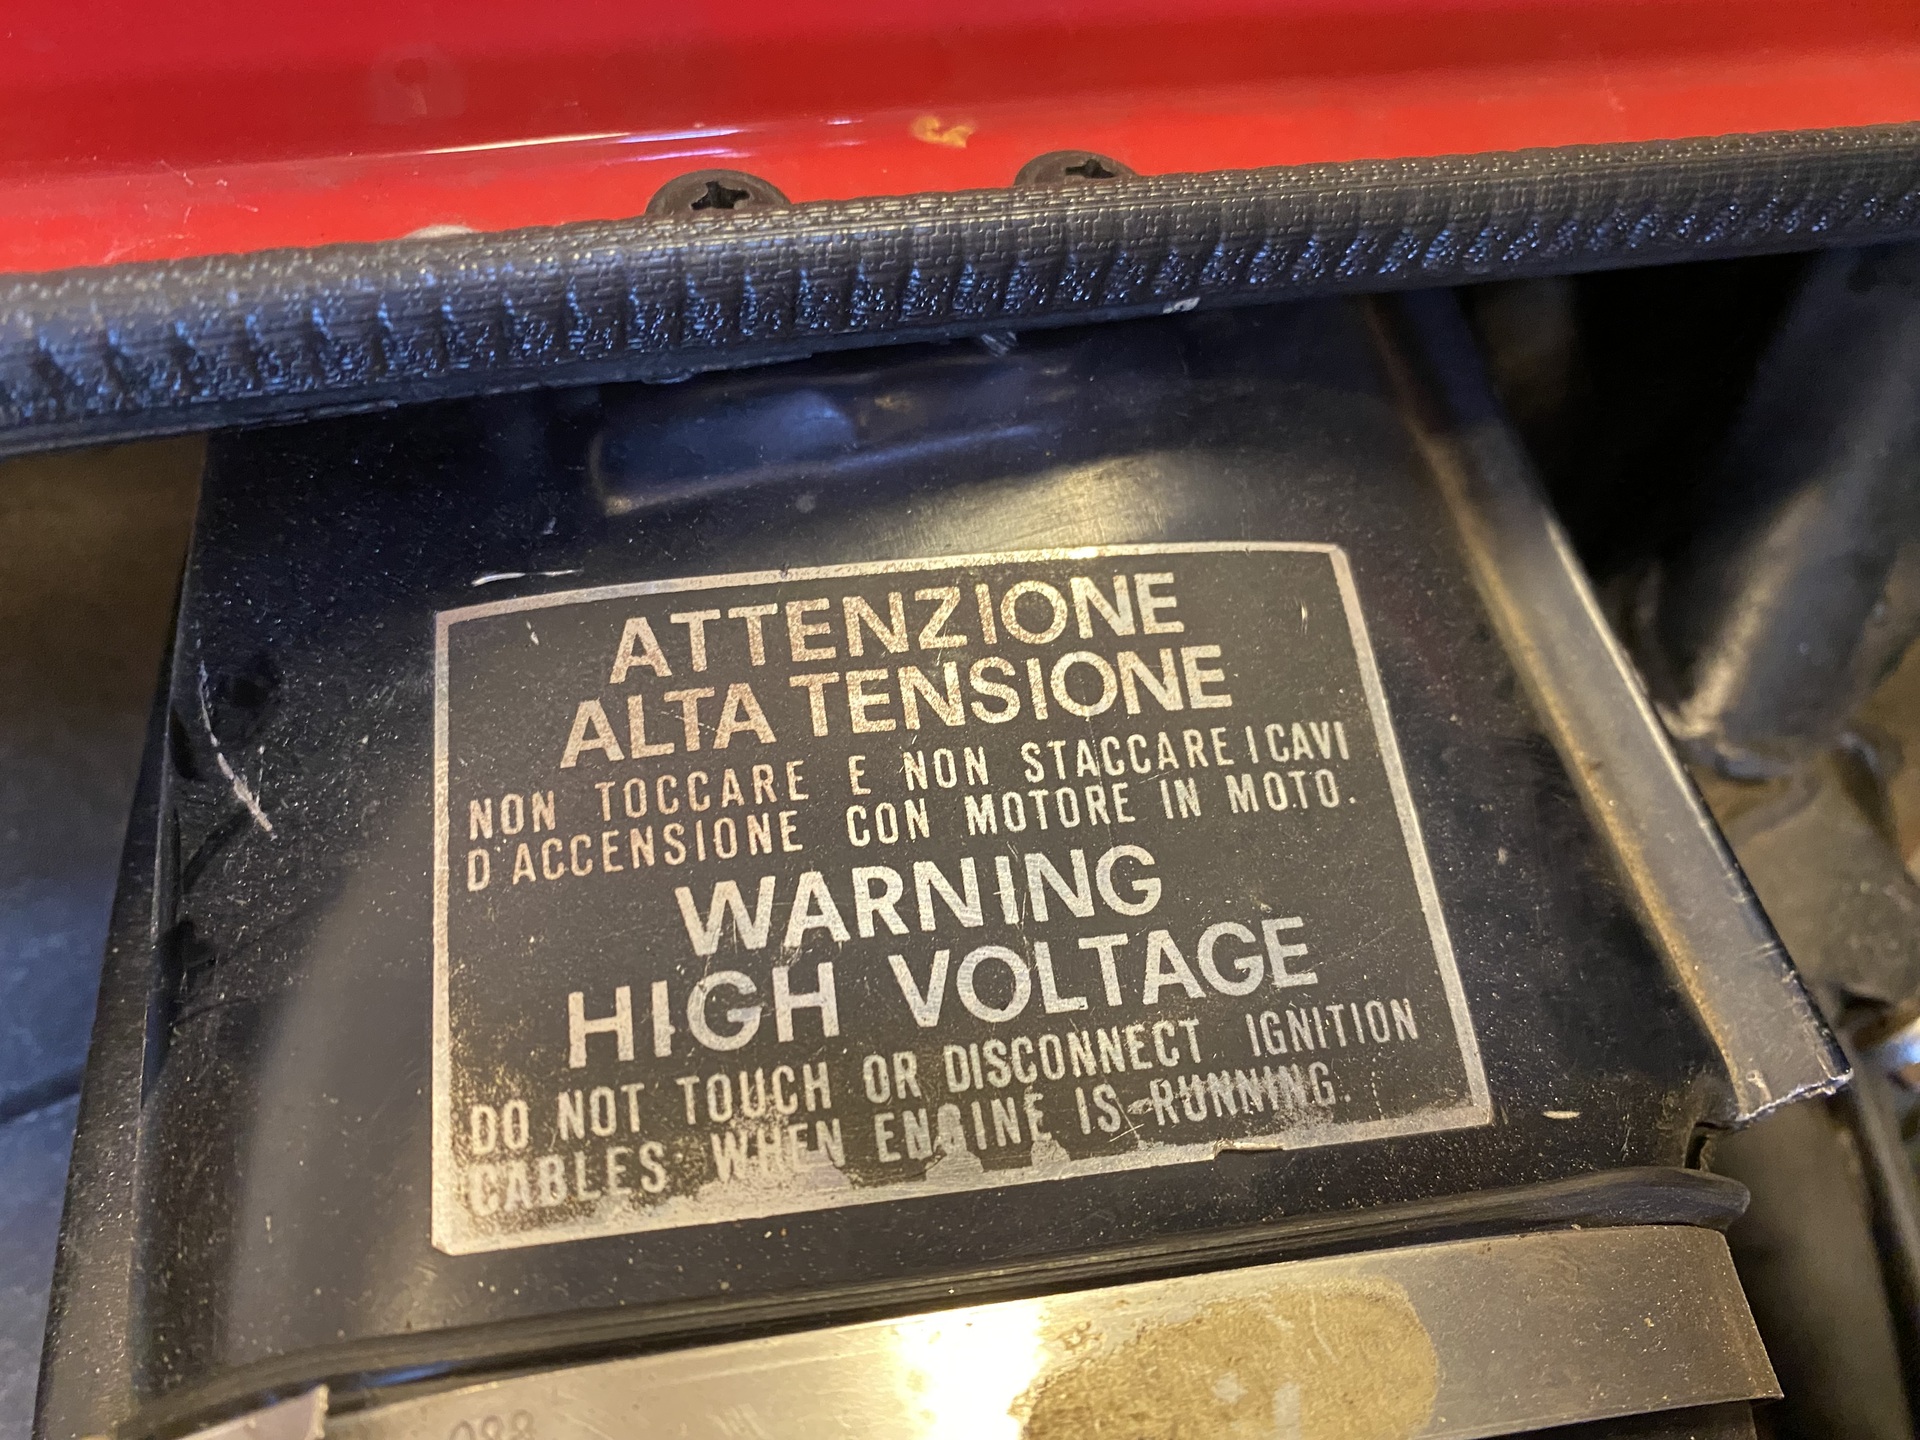 ATTENZIONE
ALTA TENSIONE
NON TOCCARE E NON STACCARE I CAVI
D'ACCENSIONE CON MOTORE IN MOTO.
WARNING
HIGH VOLTAGE
DO NOT TOUCH OR DISCONNECT IGNITION
CABLES WHEN ENGINE IS RUNNING.